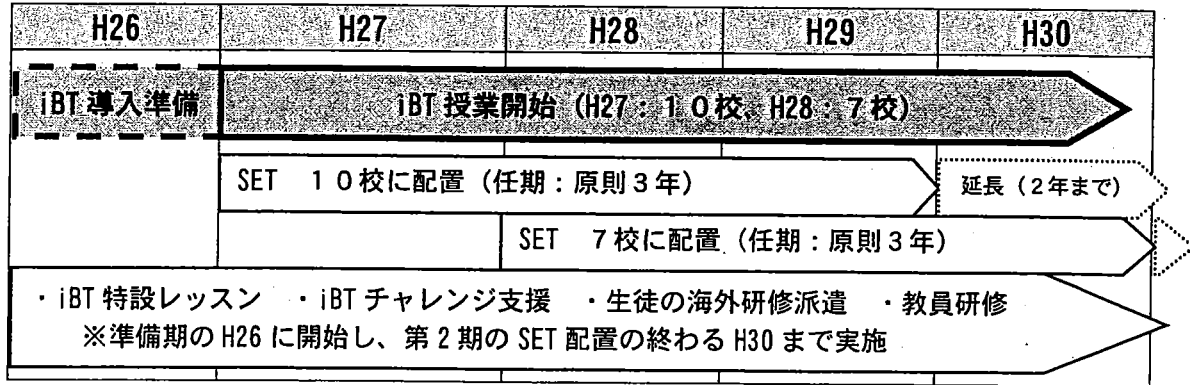 H26 H27 H28 H29 H30
iBT 導入準備 iBT 授業開始（H27：１０校、H28：７校）
SET １０校に配置（任期：原則３年） 延長（２年まで）
SET ７校に配置（任期：原則３年）
・iBT 特設レッスン ・iBT チャレンジ支援 ・生徒の海外研修派遣 ・教員研修
※準備期の H26 に開始し、第２期の SET 配置の終わる H30 まで実施